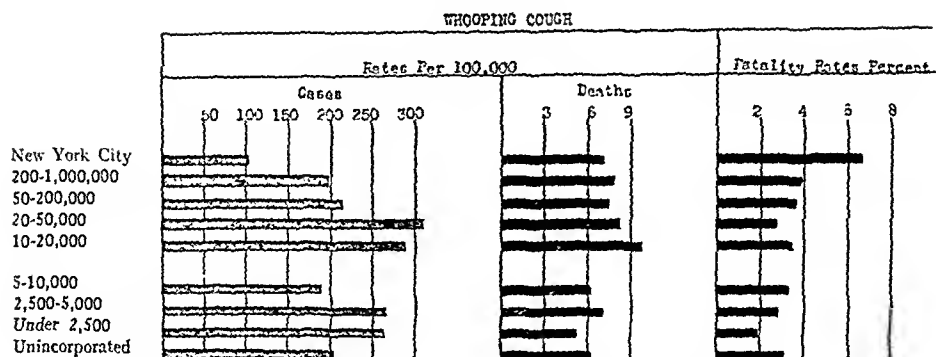 WHOOPING COUGH
Rates Per 100,000
Fatality Rates Percent
Cases
Deaths
50 100 150 200 250 300
3 6 9
2 4 6 8
New York City
200-1,000,000
50-200,000
20-50,000
10-20,000
5-10,000
2,500-5,000
Under 2,500
Unincorporated